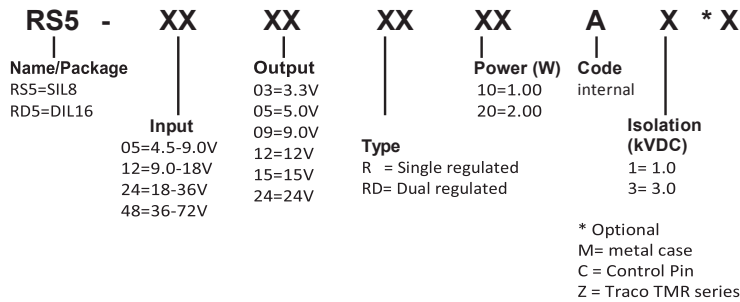 RS5 - XX XX XX XX A X * X
Name/Package
RS5=SIL8
RD5=DIL16
Input
05=4.5-9.0V
12=9.0-18V
24=18-36V
48=36-72V
Output
03=3.3V
05=5.0V
09=9.0V
12=12V
15=15V
24=24V
Type
R = Single regulated
RD= Dual regulated
Power (W)
10=1.00
20=2.00
Code
internal
Isolation
(kVDC)
1= 1.0
3= 3.0
* Optional
M= metal case
C = Control Pin
Z = Traco TMR series